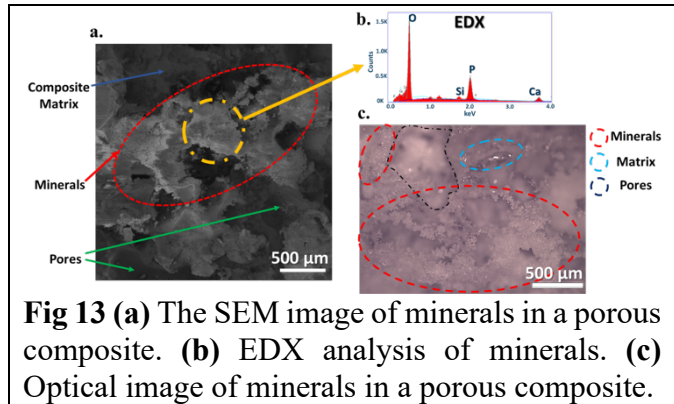 a.
Composite
Matrix
Minerals
Pores
500 µm
b.
EDX
O
P
Si
Ca
Counts
1.5K
1.0K
0.5K
0K
0.0 1.0 2.0 3.0 4.0
keV
c.
Minerals
Matrix
Pores
500 µm
Fig 13 (a) The SEM image of minerals in a porous
composite. (b) EDX analysis of minerals. (c)
Optical image of minerals in a porous composite.